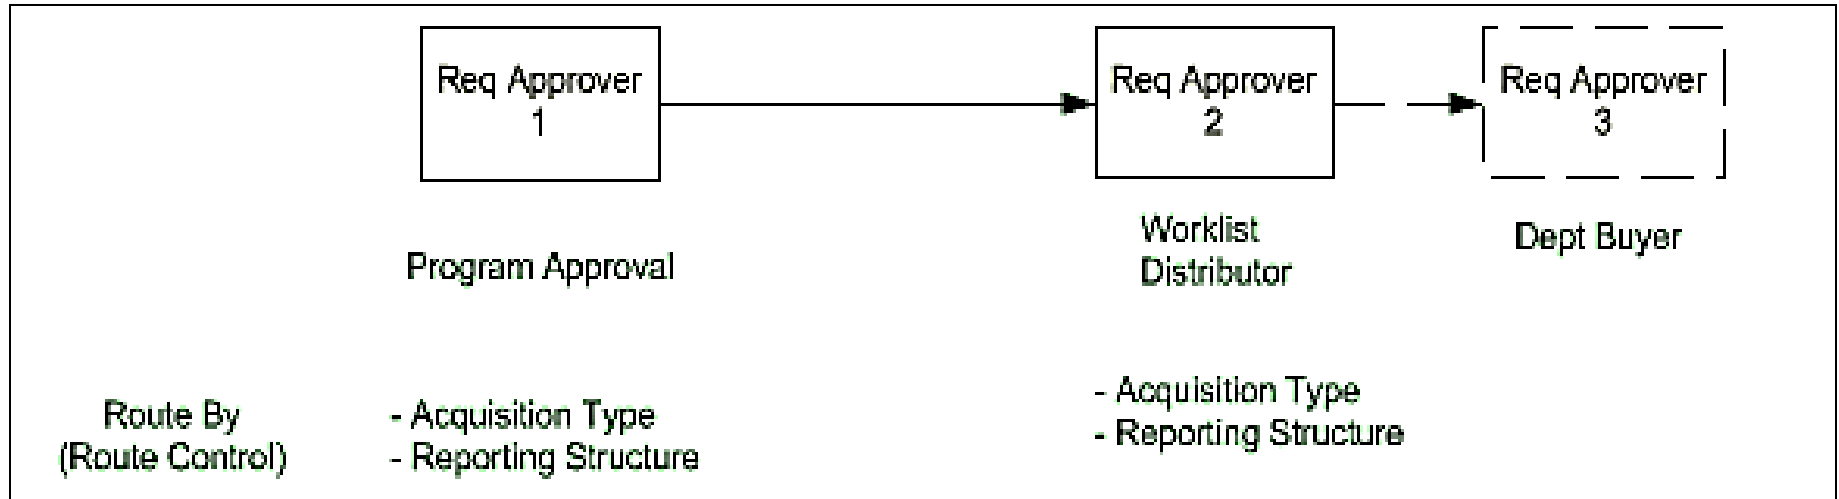 Req Approver
1
Req Approver
2
Req Approver
3
Program Approval
Worklist
Distributor
Dept Buyer
Route By
(Route Control)
- Acquisition Type
- Reporting Structure
- Acquisition Type
- Reporting Structure